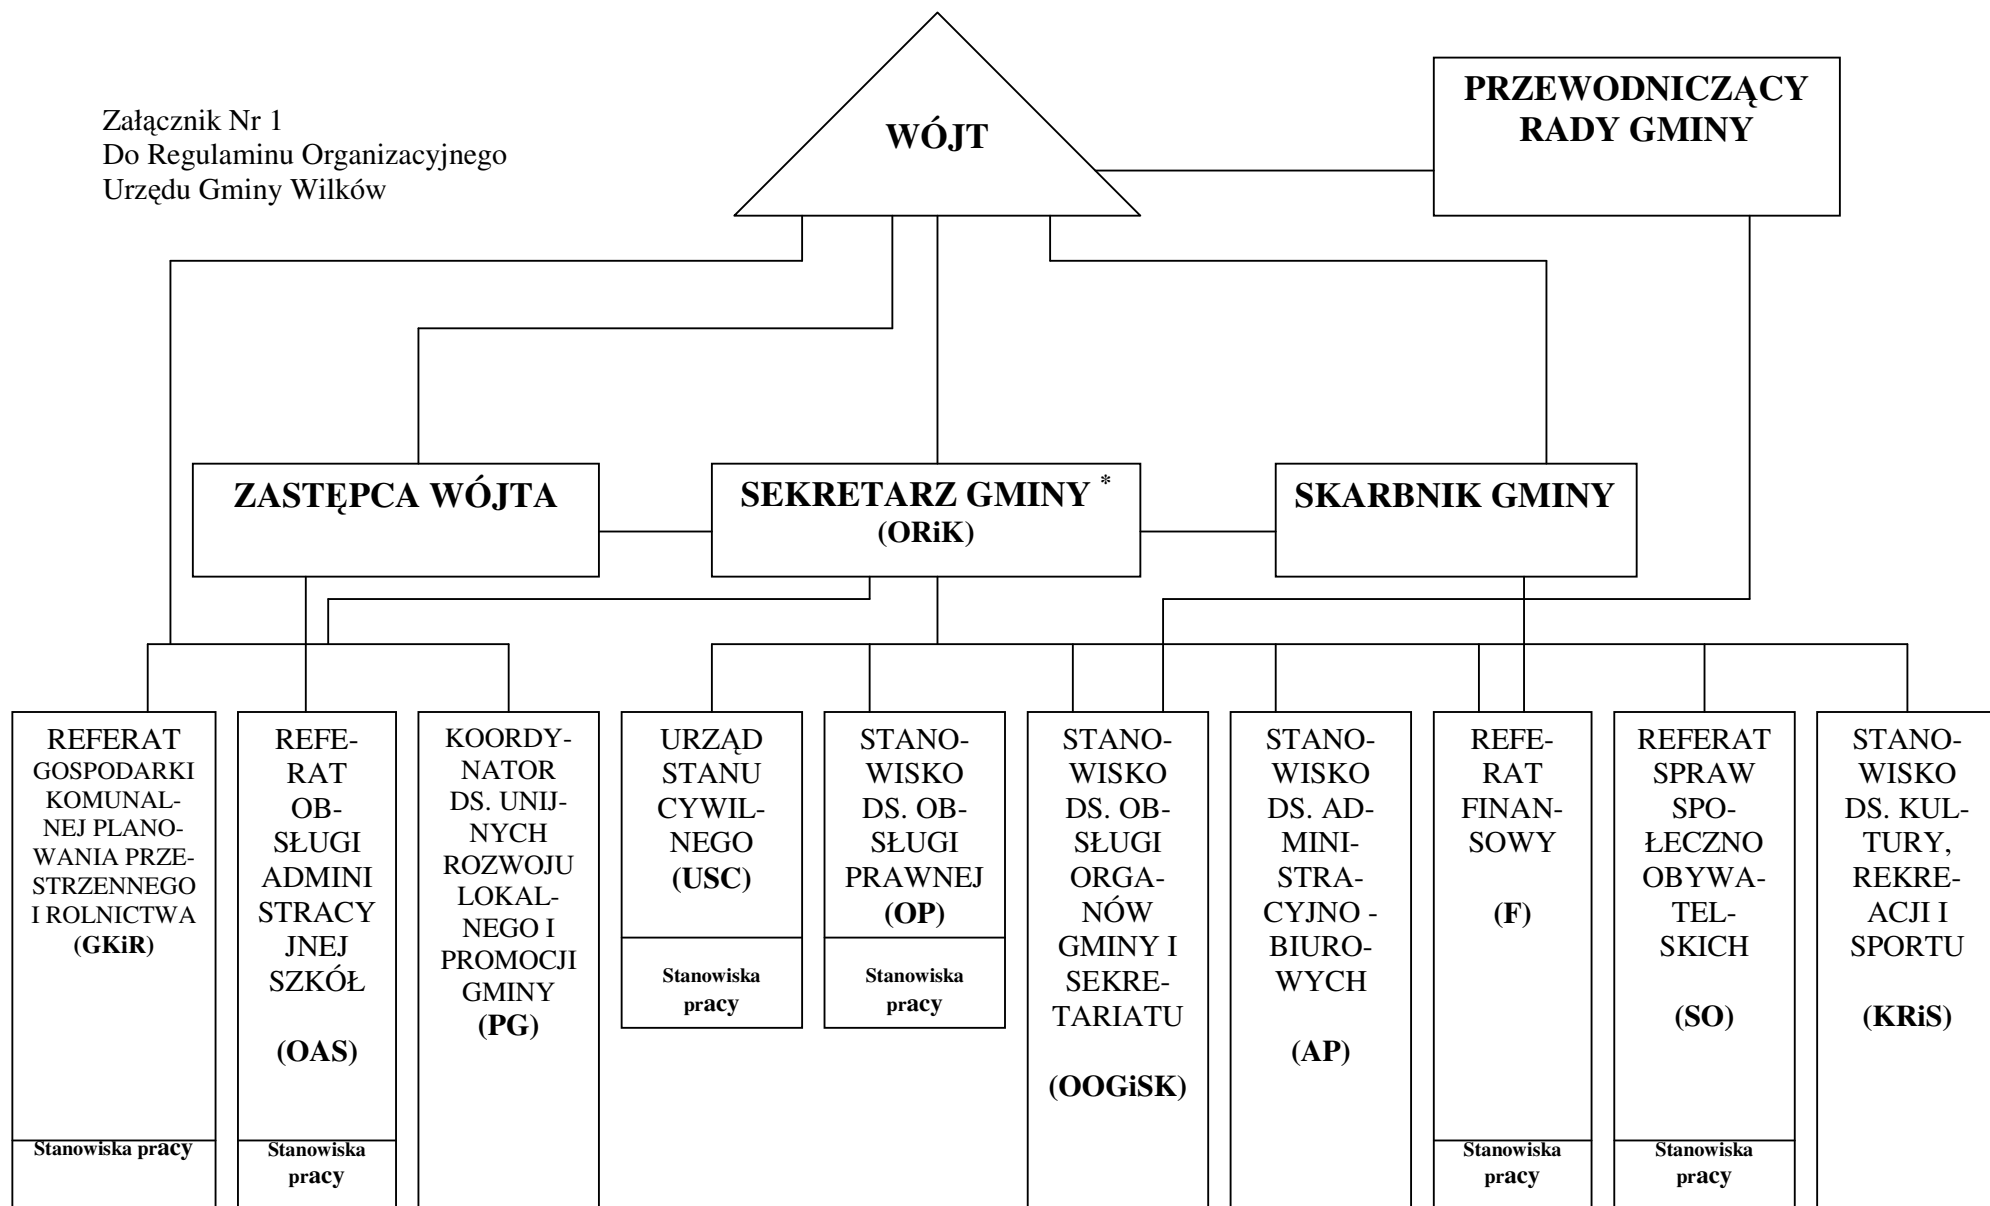 Załącznik Nr 1
Do Regulaminu Organizacyjnego
Urzędu Gminy Wilków
WÓJT
PRZEWODNICZĄCY
RADY GMINY
ZASTĘPCA WÓJTA
SEKRETARZ GMINY *
(ORiK)
SKARBNIK GMINY
REFERAT
GOSPODARKI
KOMUNAL-
NEJ PLANO-
WANIA PRZE-
STRZENNEGO
I ROLNICTWA
(GKiR)
Stanowiska pracy
REFE-
RAT
OB-
SŁUGI
ADMINI
STRACY
JNEJ
SZKÓŁ
(OAS)
Stanowiska
pracy
KOORDY-
NATOR
DS. UNIJ-
NYCH
ROZWOJU
LOKAL-
NEGO I
PROMOCJI
GMINY
(PG)
URZĄD
STANU
CYWIL-
NEGO
(USC)
Stanowiska
pracy
STANO-
WISKO
DS. OB-
SŁUGI
PRAWNEJ
(OP)
Stanowiska
pracy
STANO-
WISKO
DS. OB-
SŁUGI
ORGA-
NÓW
GMINY I
SEKRE-
TARIATU
(OOGiSK)
STANO-
WISKO
DS. AD-
MINI-
STRA-
CYJNO -
BIURO-
WYCH
(AP)
REFE-
RAT
FINAN-
SOWY
(F)
Stanowiska
pracy
REFERAT
SPRAW
SPO-
ŁECZNO
OBYWA-
TEL-
SKICH
(SO)
Stanowiska
pracy
STANO-
WISKO
DS. KUL-
TURY,
REKRE-
ACJI I
SPORTU
(KRiS)